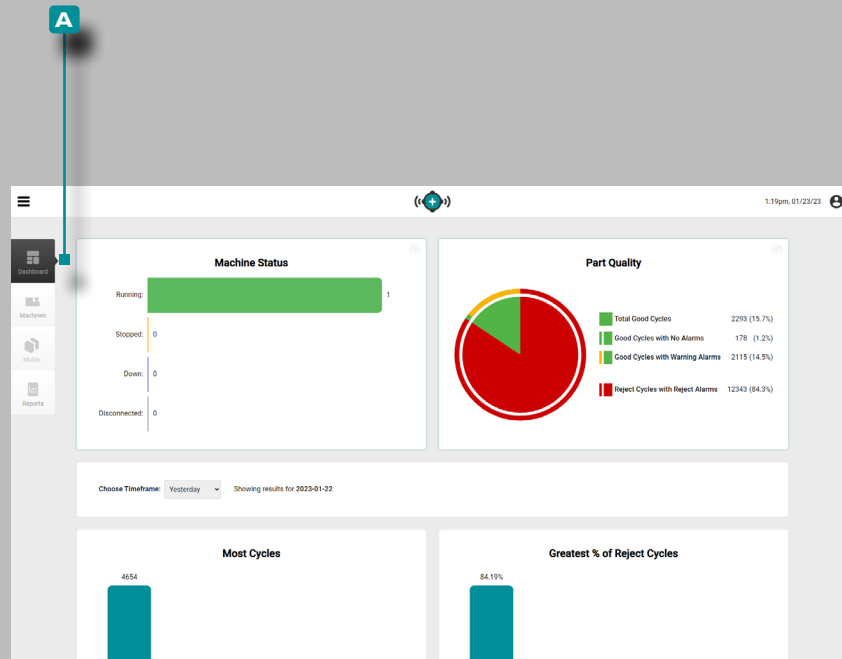 A
1:19pm, 01/23/23
Dashboard
Machines
Molds
Reports
Machine Status
Running: 1
Stopped: 0
Down: 0
Disconnected: 0
Part Quality
Total Good Cycles 2293 (15.7%)
Good Cycles with No Alarms 178 (1.2%)
Good Cycles with Warning Alarms 2115 (14.5%)
Reject Cycles with Reject Alarms 12343 (84.3%)
Choose Timeframe: Yesterday Showing results for 2023-01-22
Most Cycles
4654
Greatest % of Reject Cycles
84.19%